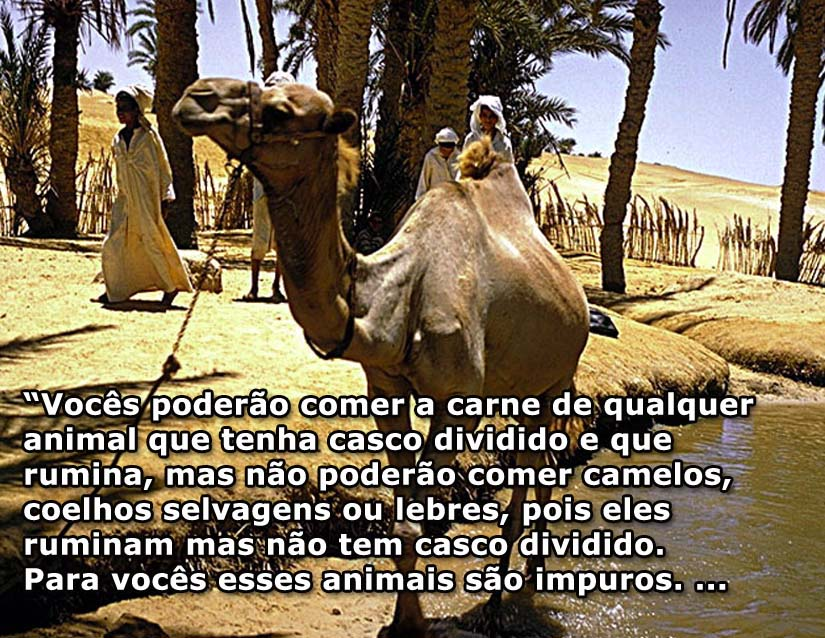 “Vocês poderão comer a carne de qualquer
animal que tenha casco dividido e que
rumina, mas não poderão comer camelos,
coelhos selvagens ou lebres, pois eles
ruminam mas não tem casco dividido.
Para vocês esses animais são impuros. ...